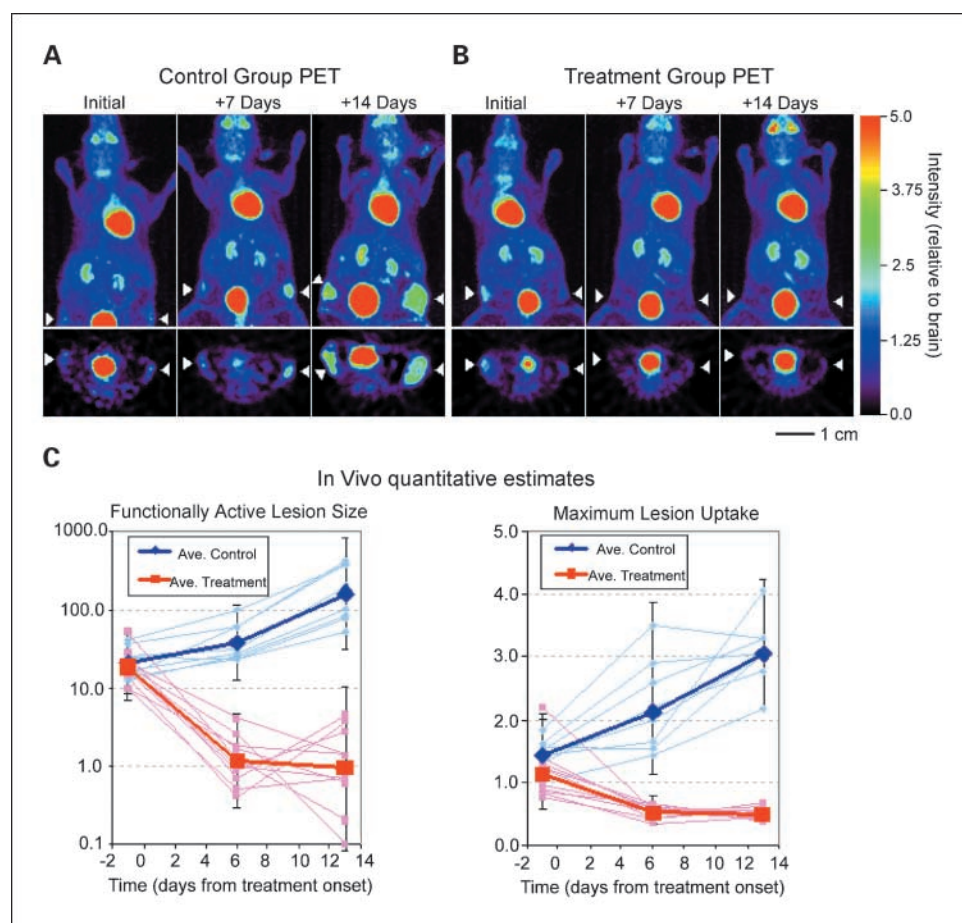 A
B
Control Group PET
Treatment Group PET
Initial
+7 Days
+14 Days
Initial
+7 Days
+14 Days
5.0
3.75
2.5
1.25
0.0
Intensity (relative to brain)
1 cm
C
In Vivo quantitative estimates
Functionally Active Lesion Size
1000.0
100.0
10.0
1.0
0.1
Ave. Control
Ave. Treatment
-2 0 2 4 6 8 10 12 14
Time (days from treatment onset)
Maximum Lesion Uptake
5.0
4.0
3.0
2.0
1.0
0.0
Ave. Control
Ave. Treatment
-2 0 2 4 6 8 10 12 14
Time (days from treatment onset)